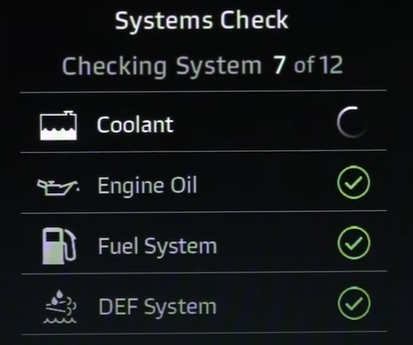 Systems Check
Checking System 7 of 12
Coolant
Engine Oil
Fuel System
DEF System